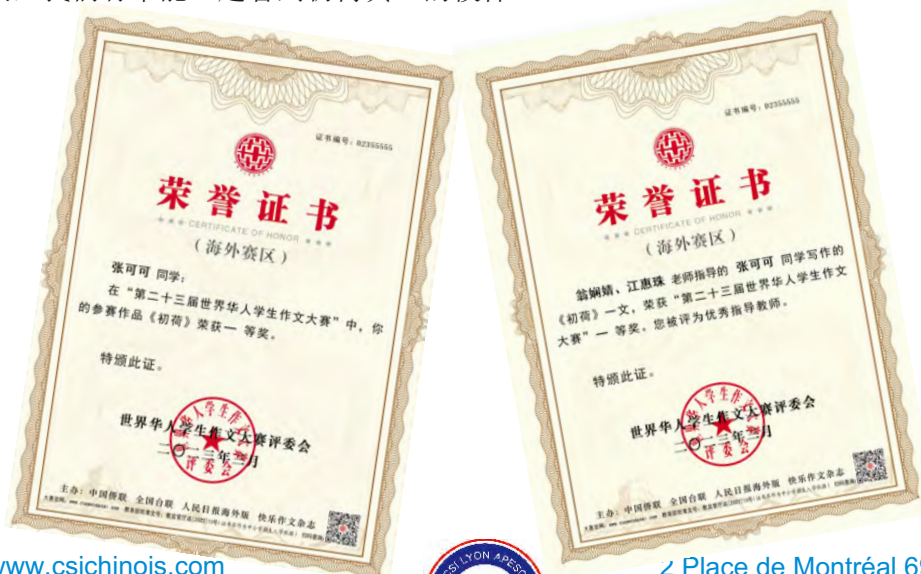 证书编号：02355555
荣誉证书
CERTIFICATE OF HONOR
（海外赛区）
张可可 同学：
在“第二十三届世界华人学生作文大赛”中，你
的参赛作品《初荷》荣获一 等奖。
特颁此证。
世界华人学生作文大赛评委会
主办：中国侨联 全国台联 人民日报海外版 快乐作文杂志
证书编号：02355555
荣誉证书
CERTIFICATE OF HONOR
（海外赛区）
翁娴婧、江惠珠 老师指导的 张可可 同学写作的
《初荷》一文，荣获“第二十三届世界华人学生作文
大赛”一 等奖。您被评为优秀指导教师。
特颁此证。
世界华人学生作文大赛评委会
主办：中国侨联 全国台联 人民日报海外版 快乐作文杂志
www.csichinois.com
CSI LYON APES
2 Place de Montréal 6